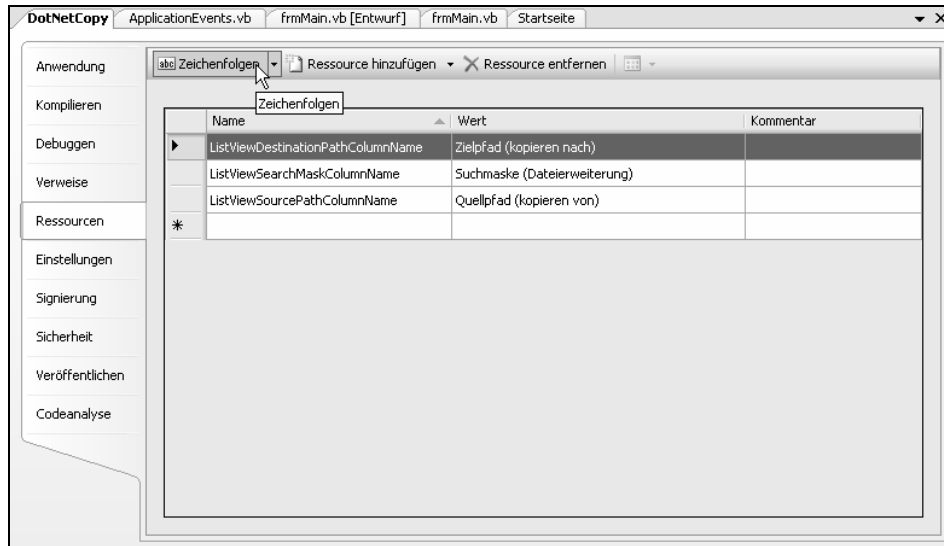 DotNetCopy ApplicationEvents.vb frmMain.vb [Entwurf] frmMain.vb Startseite
Anwendung
Kompilieren
Debuggen
Verweise
Ressourcen
Einstellungen
Signierung
Sicherheit
Veröffentlichen
Codeanalyse
abc Zeichenfolgen Ressource hinzufügen Ressource entfernen
Zeichenfolgen
Name Wert Kommentar
ListViewDestinationPathColumnName Zielpfad (kopieren nach)
ListViewSearchMaskColumnName Suchmaske (Dateierweiterung)
ListViewSourcePathColumnName Quellpfad (kopieren von)